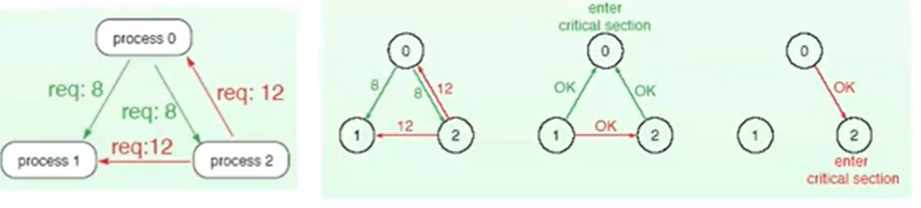 process 0
req: 8
req: 8
req: 12
req:12
process 1
process 2
0
8
8
12
12
1
2
enter
critical section
0
OK
OK
OK
1
2
0
OK
1
2
enter
critical section